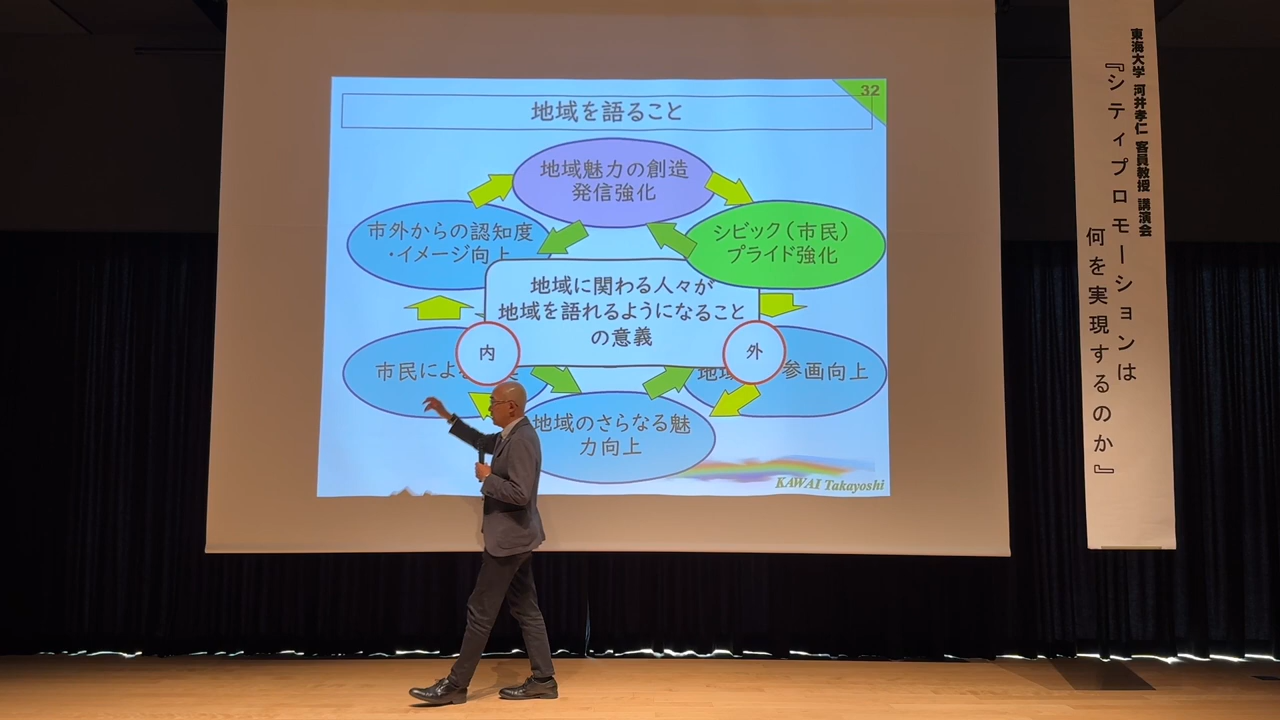 32
地域を語ること
地域魅力の創造
発信強化
市外からの認知度
・イメージ向上
シビック(市民)
プライド強化
地域に関わる人々が
地域を語れるようになること
の意義
内
外
市民によ
地域
参画向上
地域のさらなる魅
力向上
KAWAI Takayoshi
東海大学 河井孝仁 客員教授 講演会
『シティプロモーションは
何を実現するのか』